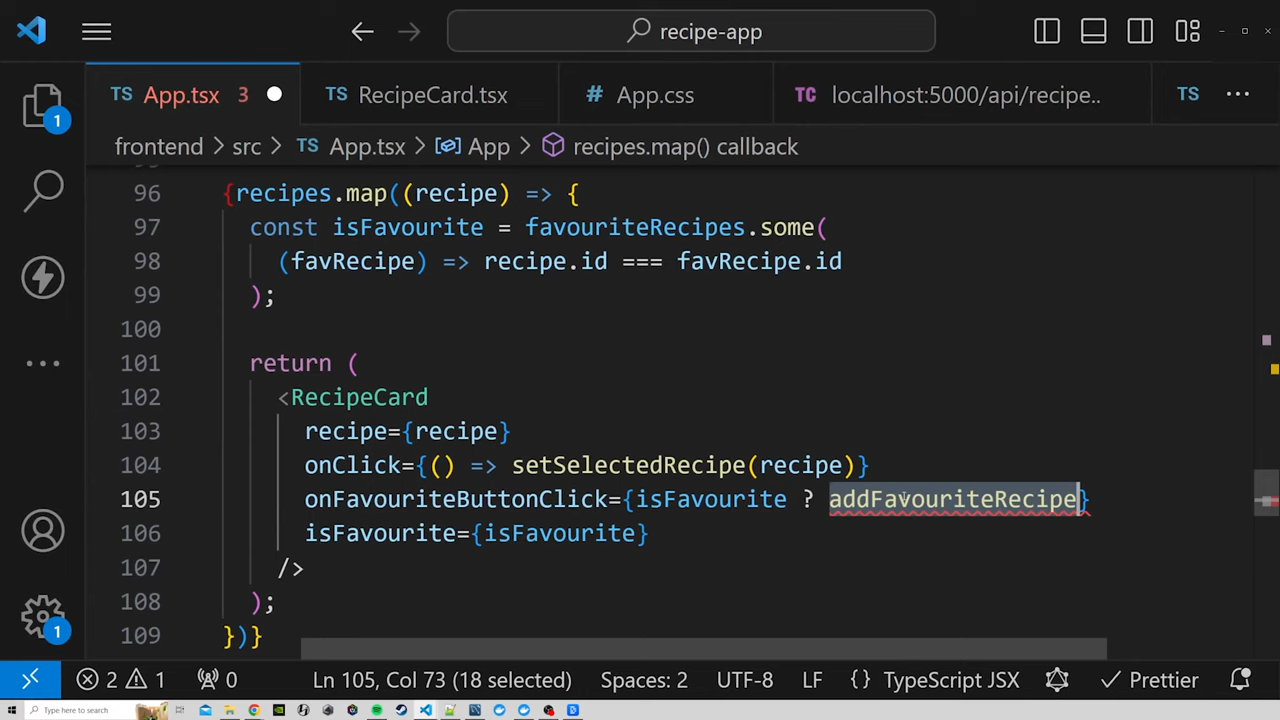 recipe-app
TS App.tsx 3
TS RecipeCard.tsx
# App.css
TC localhost:5000/api/recipe...
TS
1
frontend > src > TS App.tsx > App > recipes.map() callback
96 {recipes.map((recipe) => {
97 const isFavourite = favouriteRecipes.some(
98 (favRecipe) => recipe.id === favRecipe.id
99 );
100
101 return (
102 <RecipeCard
103 recipe={recipe}
104 onClick={() => setSelectedRecipe(recipe)}
105 onFavouriteButtonClick={isFavourite ? addFavouriteRecipe}
106 isFavourite={isFavourite}
107 />
108 );
109 })}
1
2 1 0 Ln 105, Col 73 (18 selected) Spaces: 2 UTF-8 LF {} TypeScript JSX Prettier
Type here to search